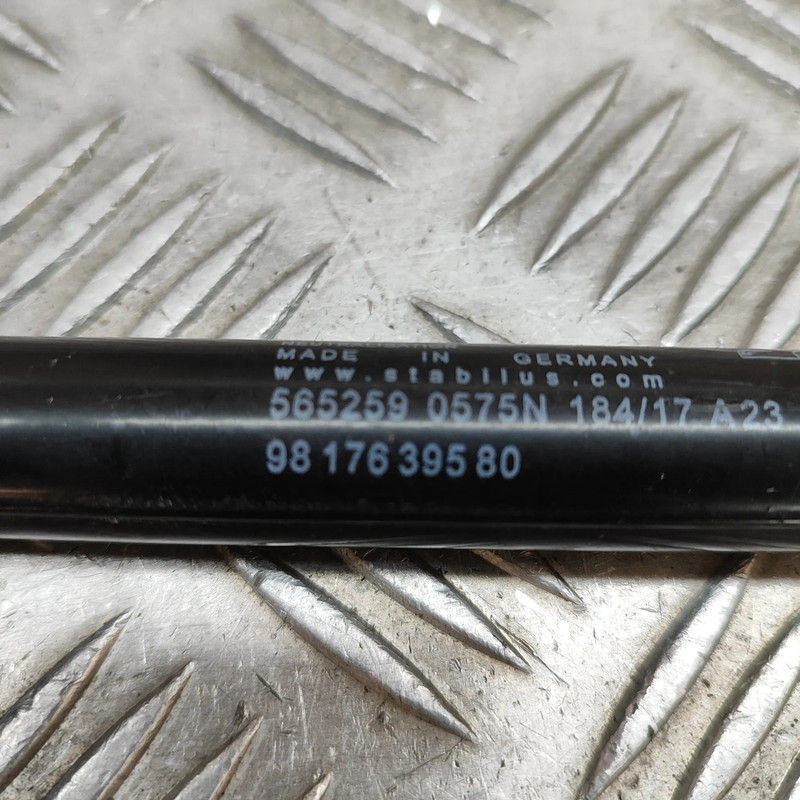 MADE IN GERMANY
www.stabilus.com
565259 0575N 184/17 A23
98 176 395 80